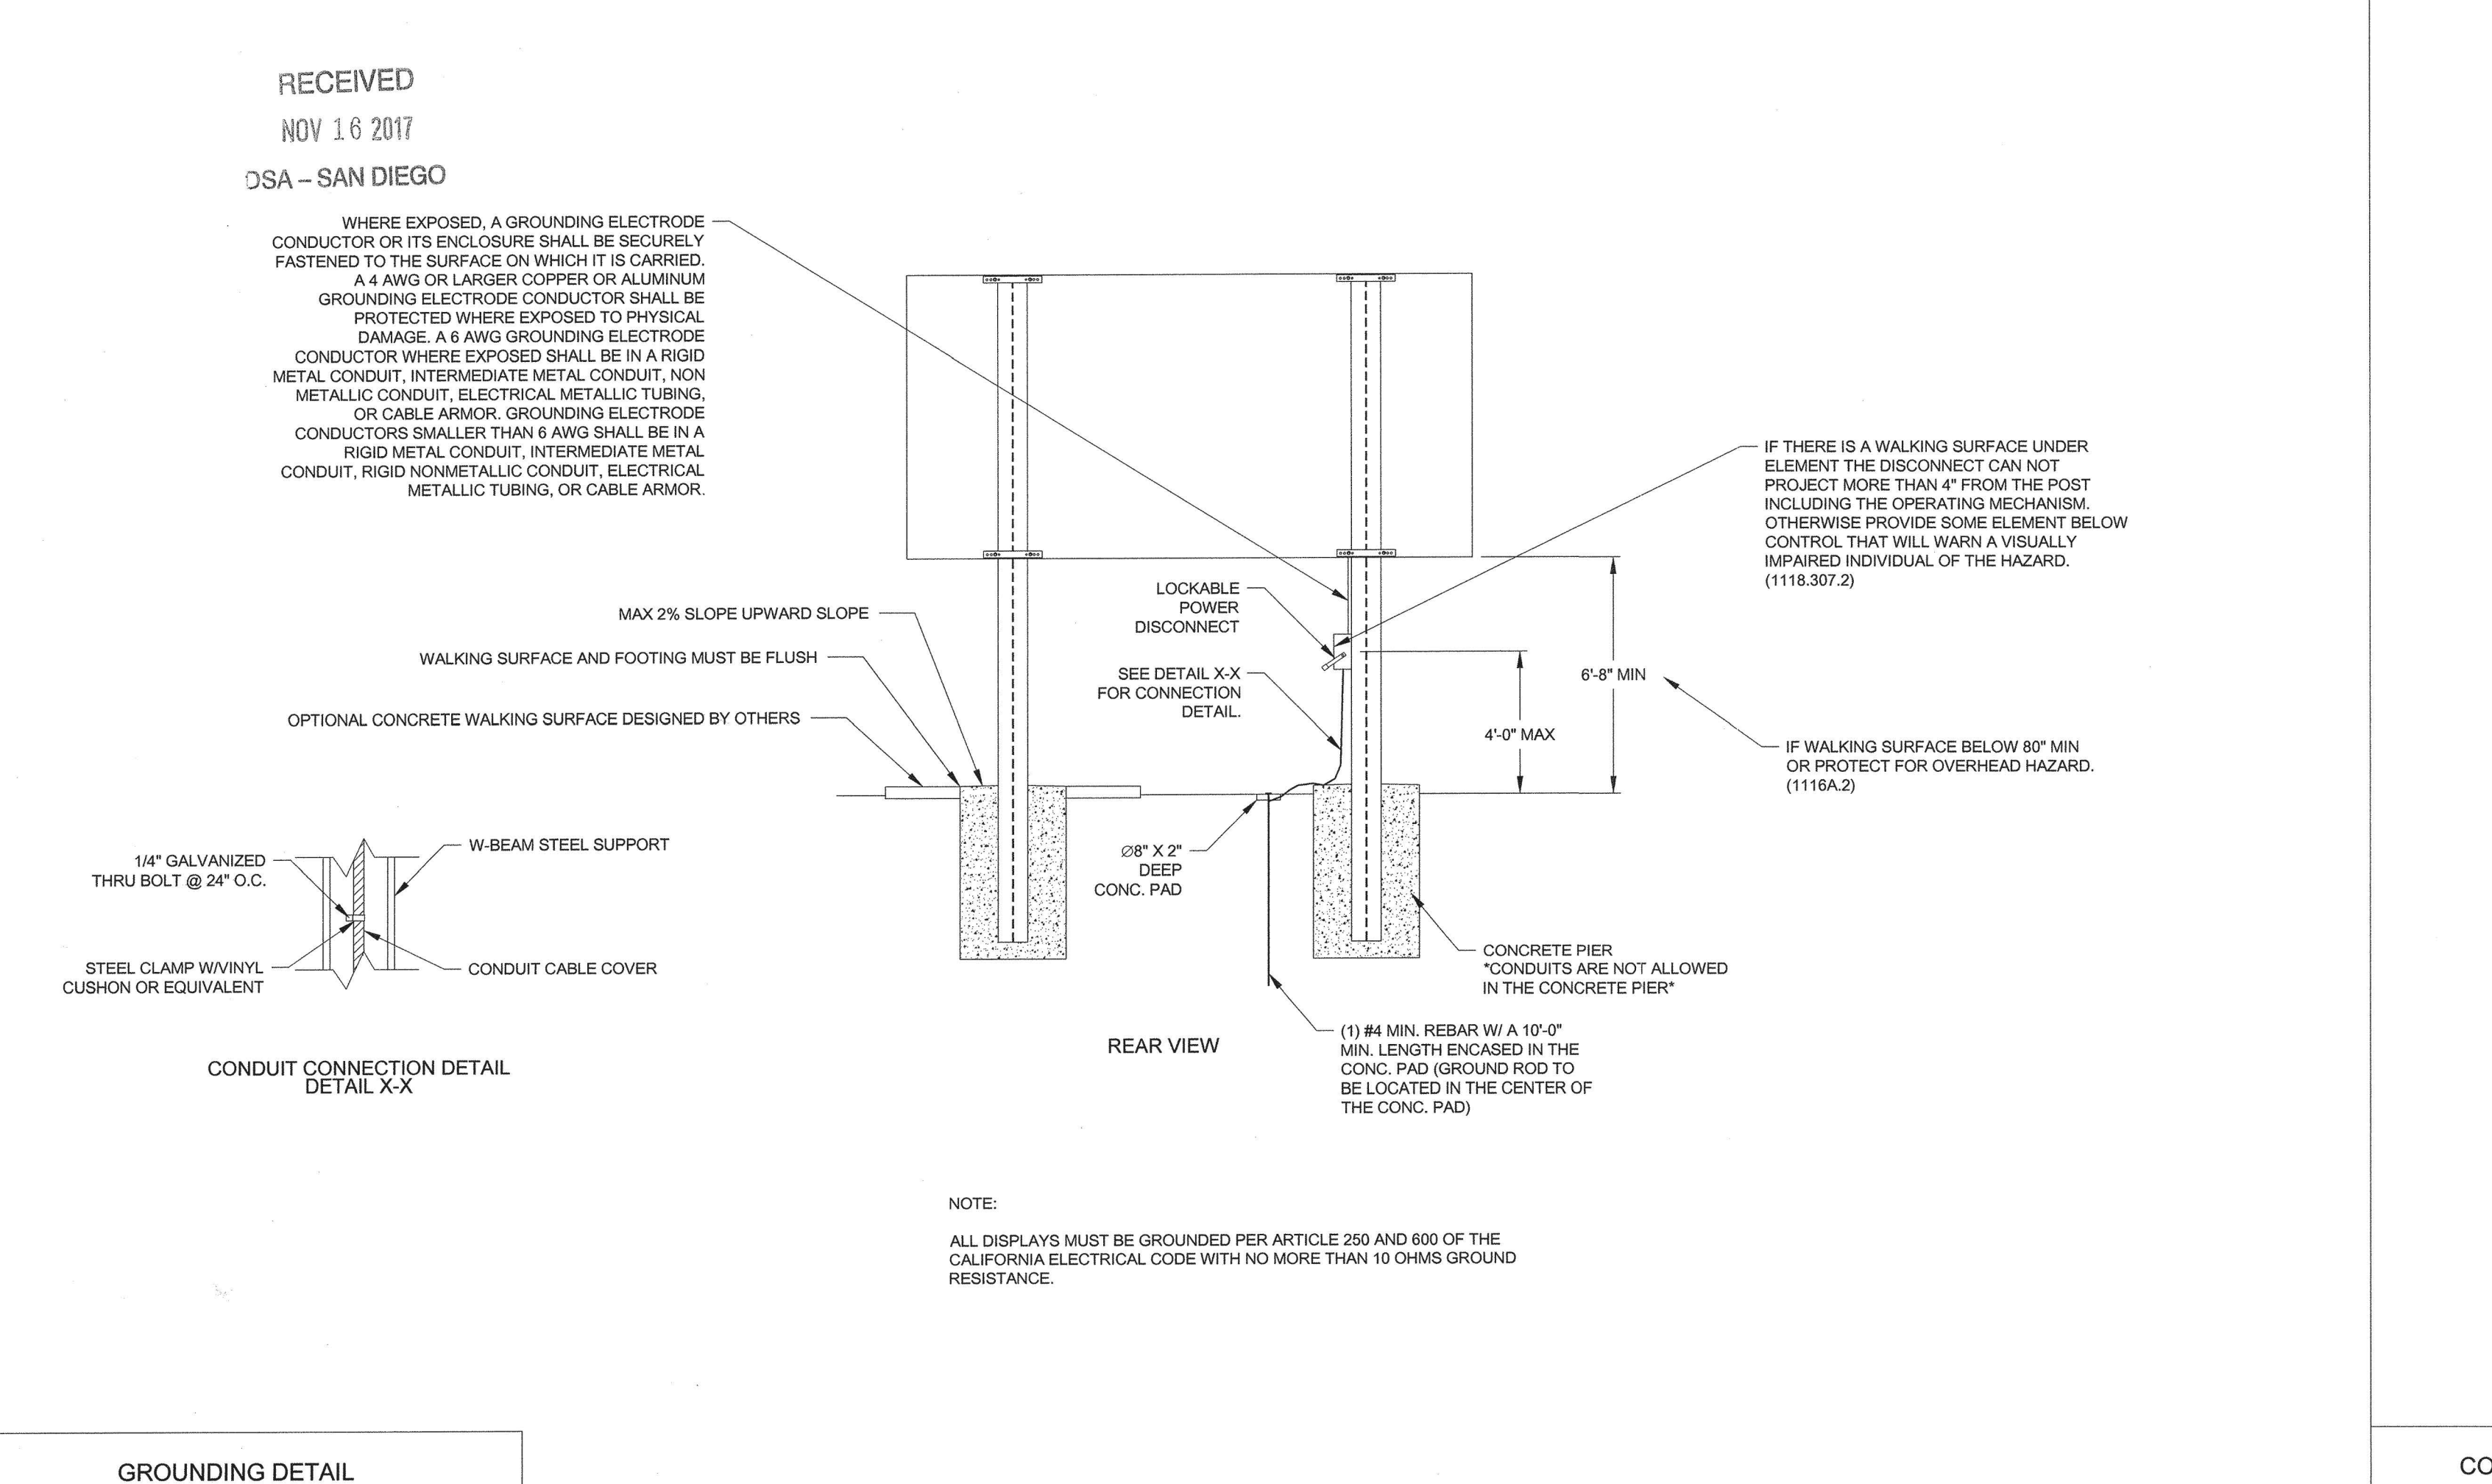 RECEIVED
NOV 16 2017
DSA – SAN DIEGO
WHERE EXPOSED, A GROUNDING ELECTRODE
CONDUCTOR OR ITS ENCLOSURE SHALL BE SECURELY
FASTENED TO THE SURFACE ON WHICH IT IS CARRIED.
A 4 AWG OR LARGER COPPER OR ALUMINUM
GROUNDING ELECTRODE CONDUCTOR SHALL BE
PROTECTED WHERE EXPOSED TO PHYSICAL
DAMAGE. A 6 AWG GROUNDING ELECTRODE
CONDUCTOR WHERE EXPOSED SHALL BE IN A RIGID
METAL CONDUIT, INTERMEDIATE METAL CONDUIT, NON
METALLIC CONDUIT, ELECTRICAL METALLIC TUBING,
OR CABLE ARMOR. GROUNDING ELECTRODE
CONDUCTORS SMALLER THAN 6 AWG SHALL BE IN A
RIGID METAL CONDUIT, INTERMEDIATE METAL
CONDUIT, RIGID NONMETALLIC CONDUIT, ELECTRICAL
METALLIC TUBING, OR CABLE ARMOR.
IF THERE IS A WALKING SURFACE UNDER
ELEMENT THE DISCONNECT CAN NOT
PROJECT MORE THAN 4" FROM THE POST
INCLUDING THE OPERATING MECHANISM.
OTHERWISE PROVIDE SOME ELEMENT BELOW
CONTROL THAT WILL WARN A VISUALLY
IMPAIRED INDIVIDUAL OF THE HAZARD.
(1118.307.2)
LOCKABLE
POWER
DISCONNECT
MAX 2% SLOPE UPWARD SLOPE
WALKING SURFACE AND FOOTING MUST BE FLUSH
SEE DETAIL X-X
FOR CONNECTION
DETAIL.
6'-8" MIN
OPTIONAL CONCRETE WALKING SURFACE DESIGNED BY OTHERS
4'-0" MAX
IF WALKING SURFACE BELOW 80" MIN
OR PROTECT FOR OVERHEAD HAZARD.
(1116A.2)
W-BEAM STEEL SUPPORT
1/4" GALVANIZED
THRU BOLT @ 24" O.C.
Ø8" X 2"
DEEP
CONC. PAD
STEEL CLAMP W/VINYL
CUSHON OR EQUIVALENT
CONDUIT CABLE COVER
CONCRETE PIER
*CONDUITS ARE NOT ALLOWED
IN THE CONCRETE PIER*
(1) #4 MIN. REBAR W/ A 10'-0"
MIN. LENGTH ENCASED IN THE
CONC. PAD (GROUND ROD TO
BE LOCATED IN THE CENTER OF
THE CONC. PAD)
REAR VIEW
CONDUIT CONNECTION DETAIL
DETAIL X-X
NOTE:
ALL DISPLAYS MUST BE GROUNDED PER ARTICLE 250 AND 600 OF THE
CALIFORNIA ELECTRICAL CODE WITH NO MORE THAN 10 OHMS GROUND
RESISTANCE.
GROUNDING DETAIL